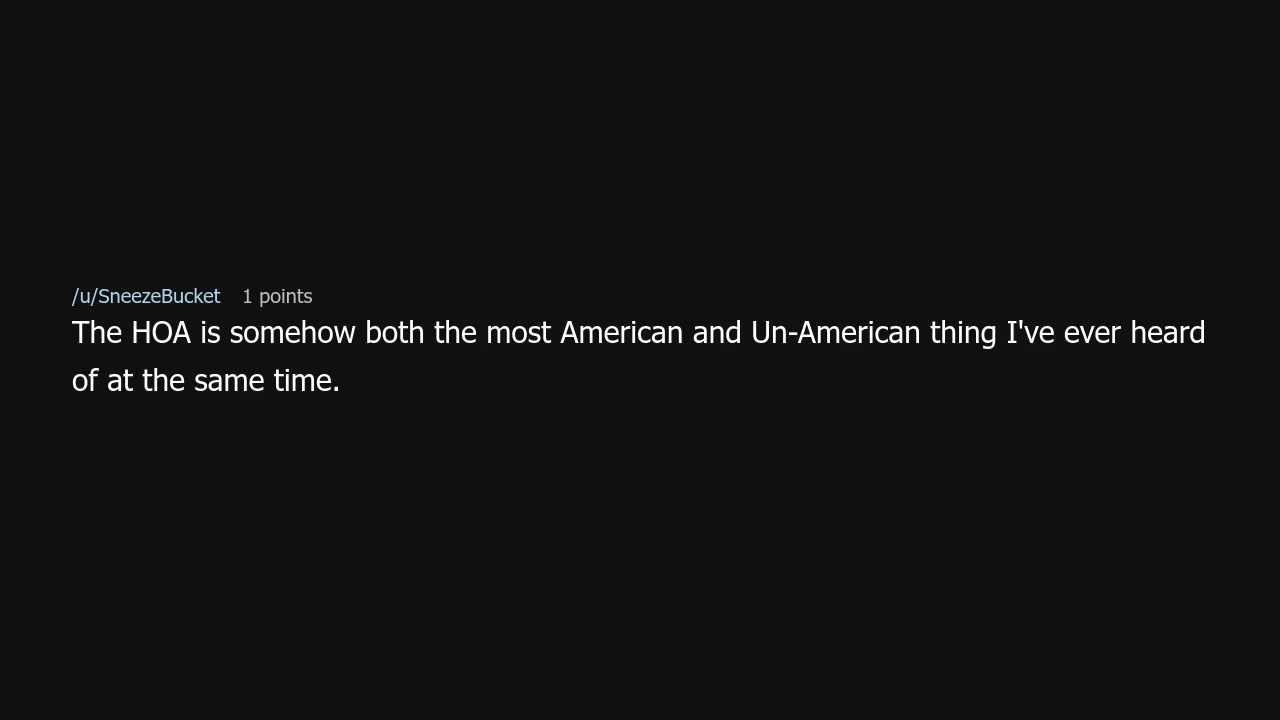 /u/SneezeBucket 1 points
The HOA is somehow both the most American and Un-American thing I've ever heard
of at the same time.